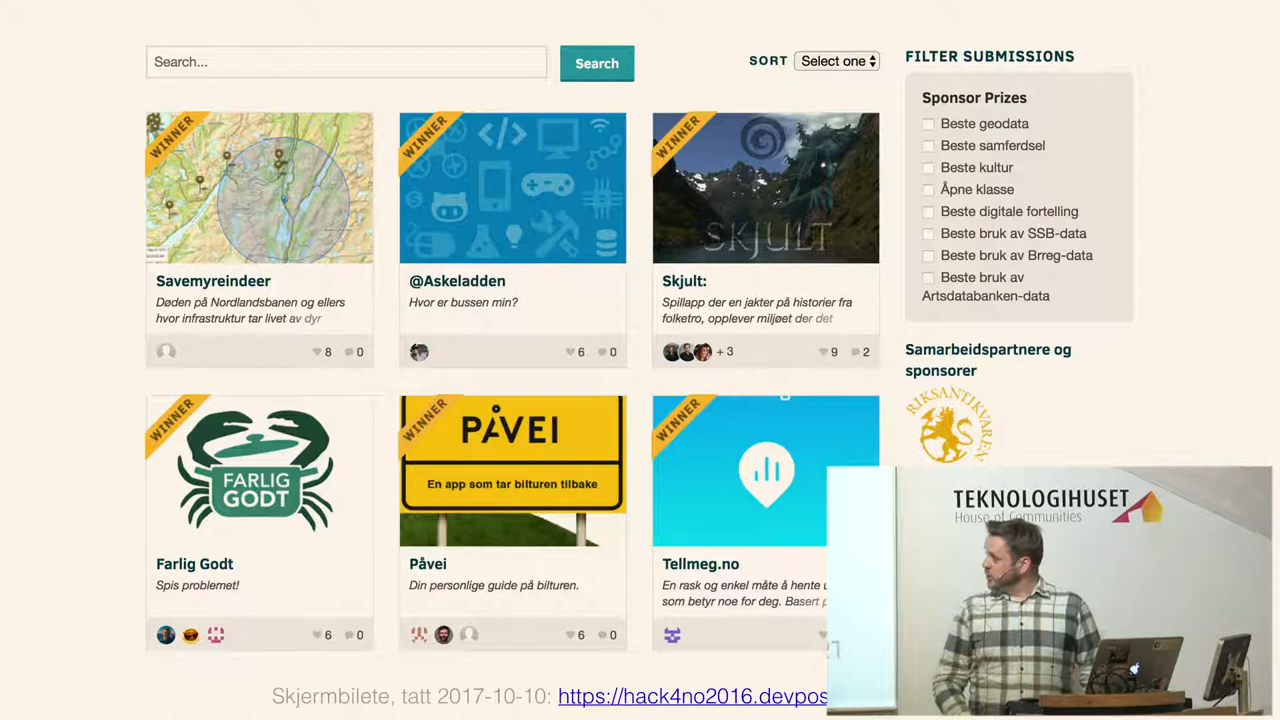 Search...
Search
SORT
Select one
FILTER SUBMISSIONS
Sponsor Prizes
Beste geodata
Beste samferdsel
Beste kultur
Åpne klasse
Beste digitale fortelling
Beste bruk av SSB-data
Beste bruk av Brreg-data
Beste bruk av
Artsdatabanken-data
Samarbeidspartnere og
sponsorer
RIKSANTIKVAREN
WINNER
Savemyreindeer
Døden på Nordlandsbanen og ellers
hvor infrastruktur tar livet av dyr
8
0
WINNER
@Askeladden
Hvor er bussen min?
6
0
WINNER
SKJULT
Skjult:
Spillapp der en jakter på historier fra
folketro, opplever miljøet der det
+ 3
9
2
WINNER
FARLIG
GODT
Farlig Godt
Spis problemet!
6
0
WINNER
PÅVEI
En app som tar bilturen tilbake
Påvei
Din personlige guide på bilturen.
6
0
WINNER
Tellmeg.no
En rask og enkel måte å hente u
som betyr noe for deg. Basert p
TEKNOLOGIHUSET
House of Communities
Skjermbilete, tatt 2017-10-10: https://hack4no2016.devpos